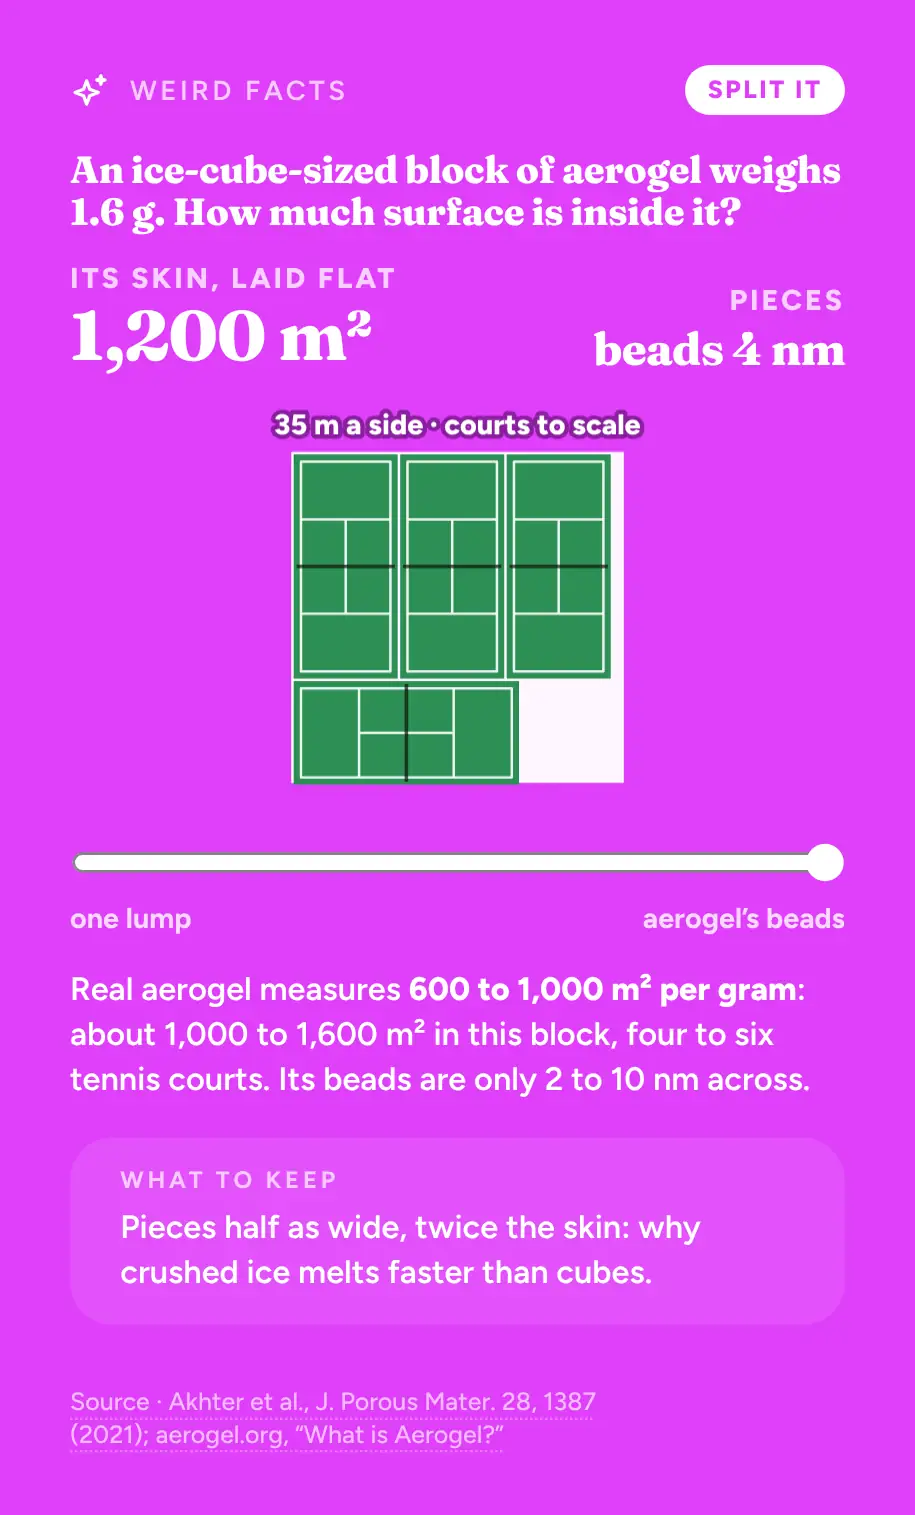 WEIRD FACTS
SPLIT IT
An ice-cube-sized block of aerogel weighs
1.6 g. How much surface is inside it?
ITS SKIN, LAID FLAT
1,200 m²
PIECES
beads 4 nm
35 m a side · courts to scale
one lump
aerogel’s beads
Real aerogel measures 600 to 1,000 m² per gram:
about 1,000 to 1,600 m² in this block, four to six
tennis courts. Its beads are only 2 to 10 nm across.
WHAT TO KEEP
Pieces half as wide, twice the skin: why
crushed ice melts faster than cubes.
Source · Akhter et al., J. Porous Mater. 28, 1387
(2021); aerogel.org, “What is Aerogel?”